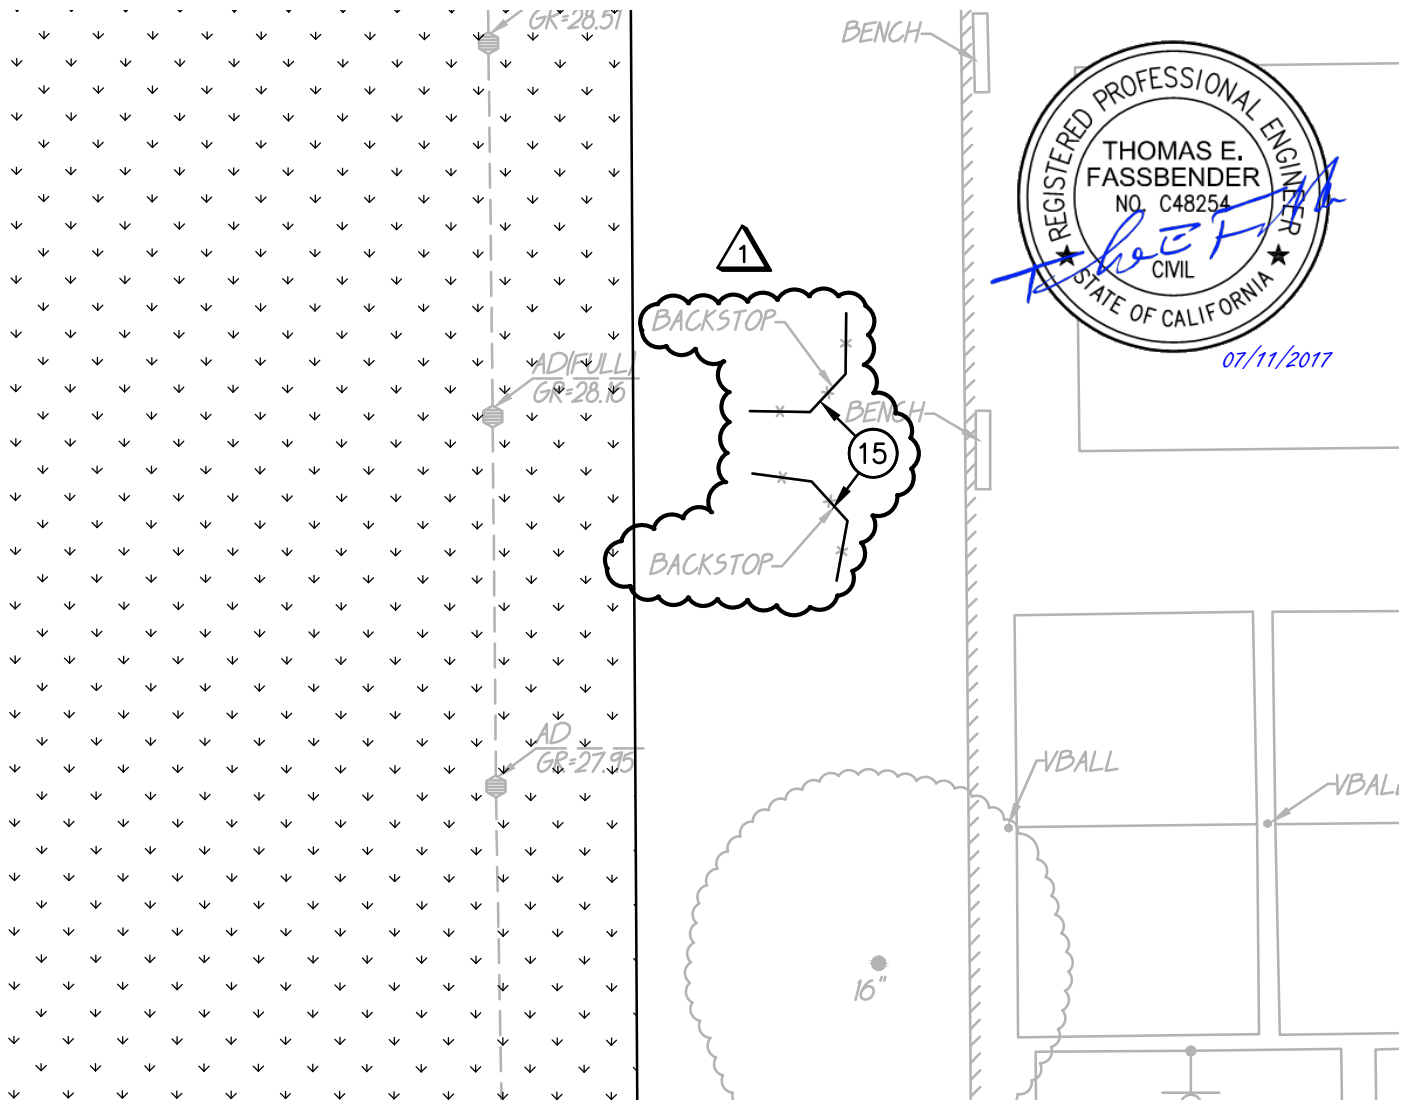 GR=28.51
BENCH
REGISTERED PROFESSIONAL ENGINEER
THOMAS E.
FASSBENDER
NO. C48254
CIVIL
STATE OF CALIFORNIA
07/11/2017
1
BACKSTOP
AD(FULL)
GR=28.16
BENCH
15
BACKSTOP
AD
GR=27.95
VBALL
VBALL
16"